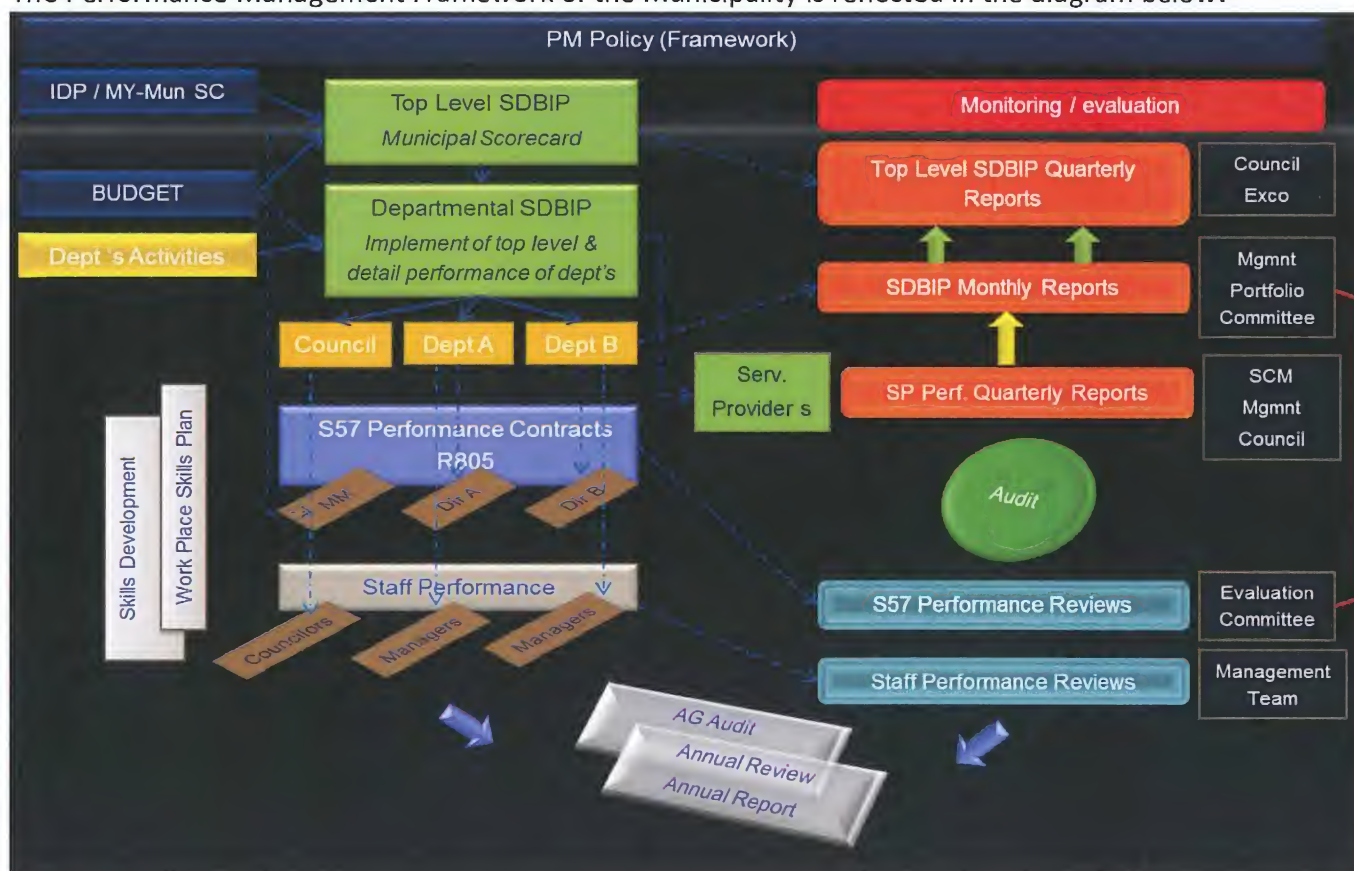 The Performance Management Framework of the Municipality is reflected in the diagram below:
PM Policy (Framework)
IDP / MY-Mun SC
BUDGET
Dept 's Activities
Top Level SDBIP
Municipal Scorecard
Departmental SDBIP
Implement of top level &
detail performance of dept's
Council
Dept A
Dept B
S57 Performance Contracts
R805
MM
Dir A
Dir B
Staff Performance
Councilors
Managers
Managers
Skills Development
Work Place Skills Plan
Monitoring / evaluation
Top Level SDBIP Quarterly
Reports
Council
Exco
SDBIP Monthly Reports
Mgmnt
Portfolio
Committee
Serv.
Provider s
SP Perf. Quarterly Reports
SCM
Mgmnt
Council
Audit
S57 Performance Reviews
Evaluation
Committee
Staff Performance Reviews
Management
Team
AG Audit
Annual Review
Annual Report